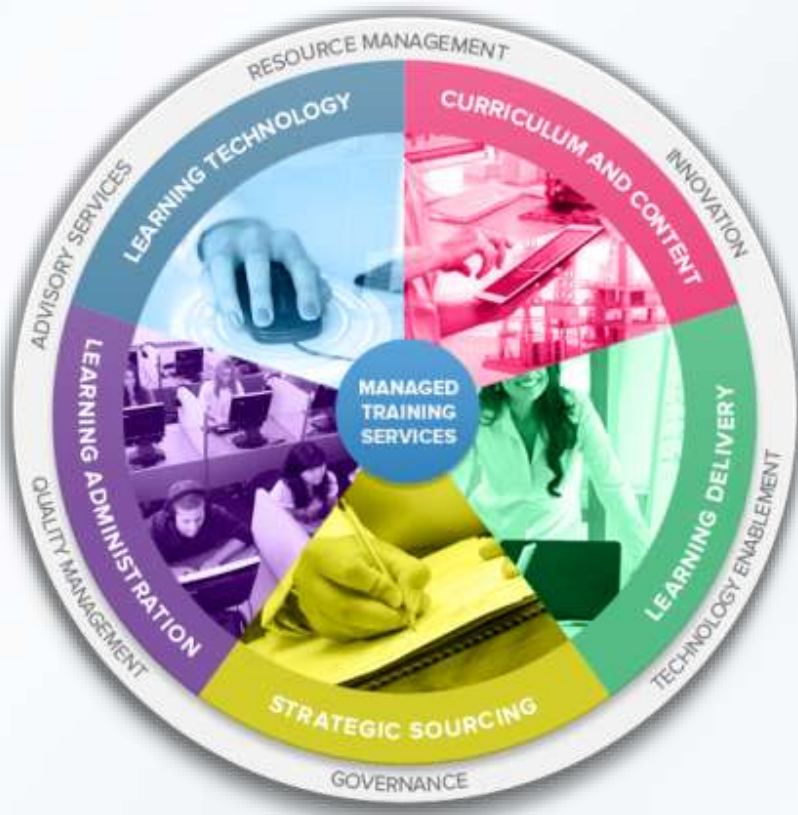 RESOURCE MANAGEMENT
INNOVATION
TECHNOLOGY ENABLEMENT
GOVERNANCE
QUALITY MANAGEMENT
ADVISORY SERVICES
LEARNING TECHNOLOGY
CURRICULUM AND CONTENT
LEARNING DELIVERY
STRATEGIC SOURCING
LEARNING ADMINISTRATION
MANAGED
TRAINING
SERVICES